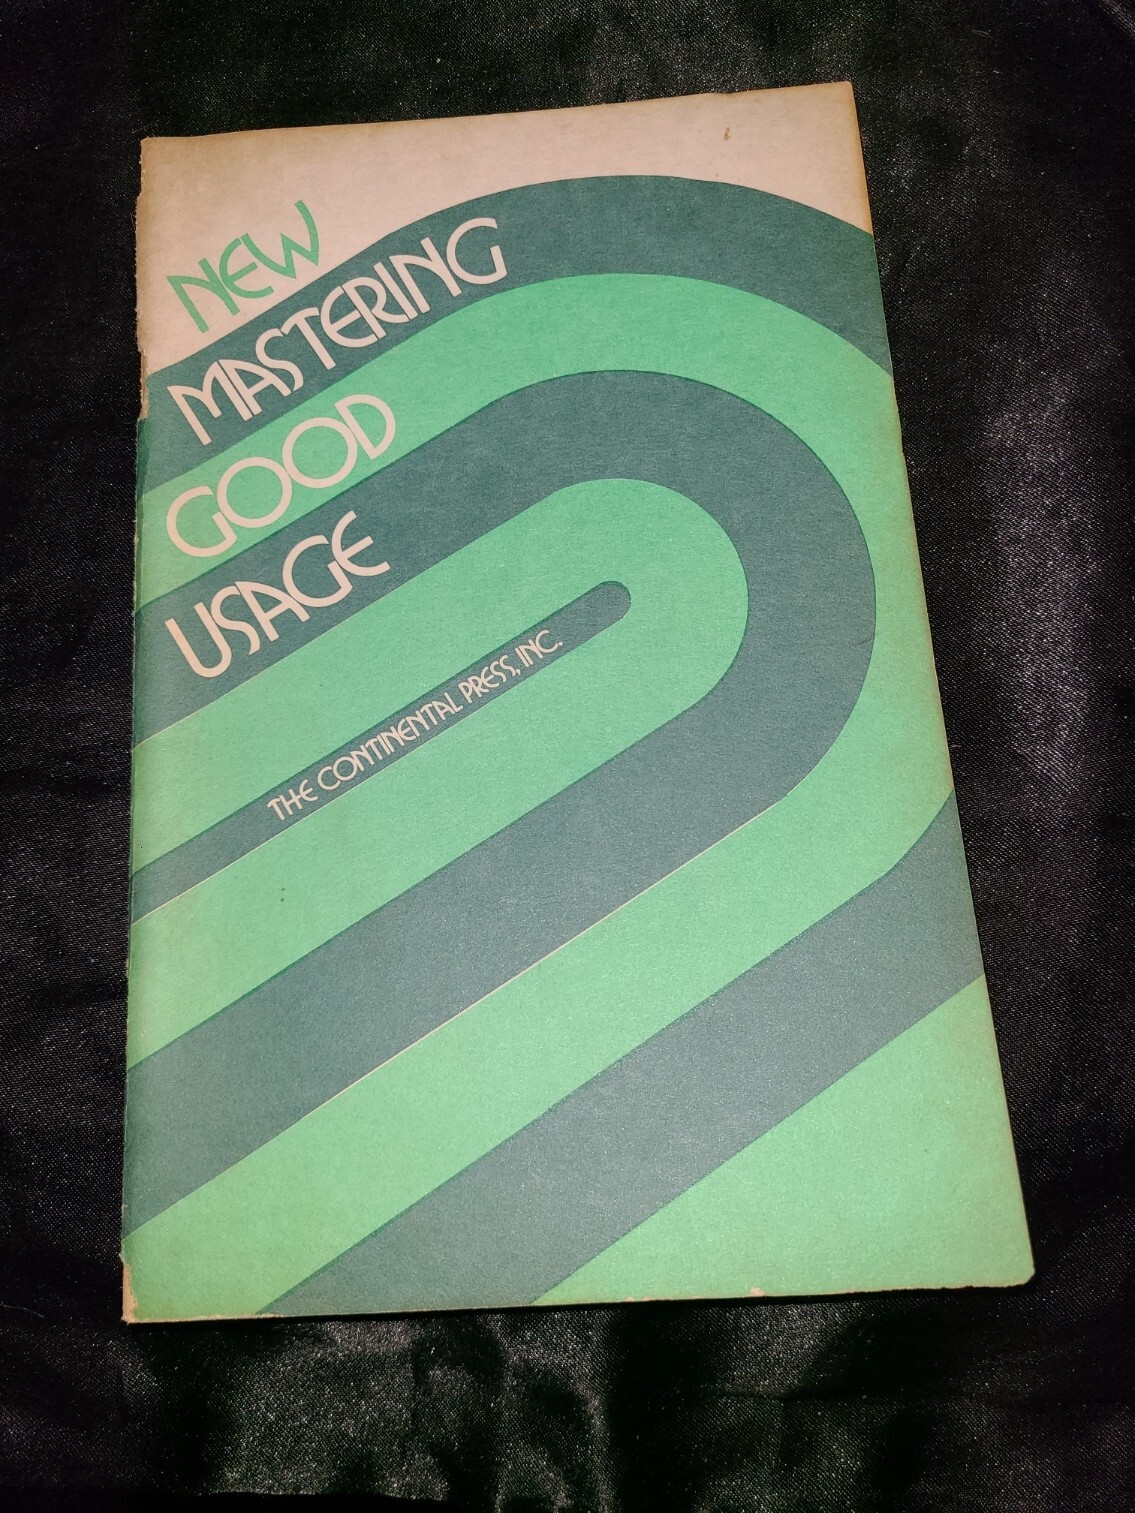 NEW
MASTERING
GOOD
USAGE
THE CONTINENTAL PRESS, INC.